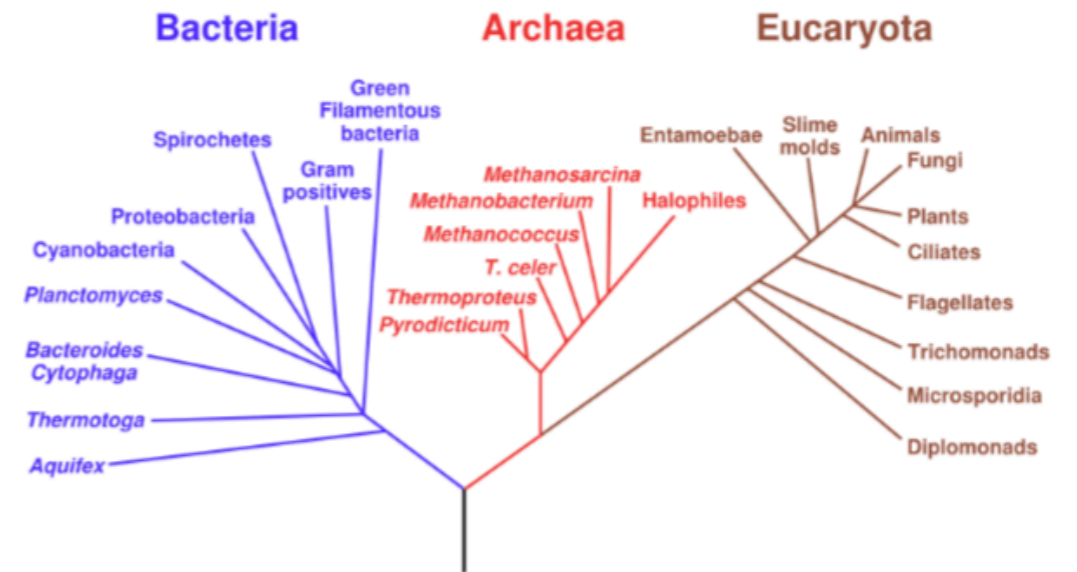 Bacteria
Archaea
Eucaryota
Green
Filamentous
bacteria
Spirochetes
Gram
positives
Proteobacteria
Cyanobacteria
Planctomyces
Bacteroides
Cytophaga
Thermotoga
Aquifex
Methanosarcina
Methanobacterium
Halophiles
Methanococcus
T. celer
Thermoproteus
Pyrodicticum
Entamoebae
Slime
molds
Animals
Fungi
Plants
Ciliates
Flagellates
Trichomonads
Microsporidia
Diplomonads